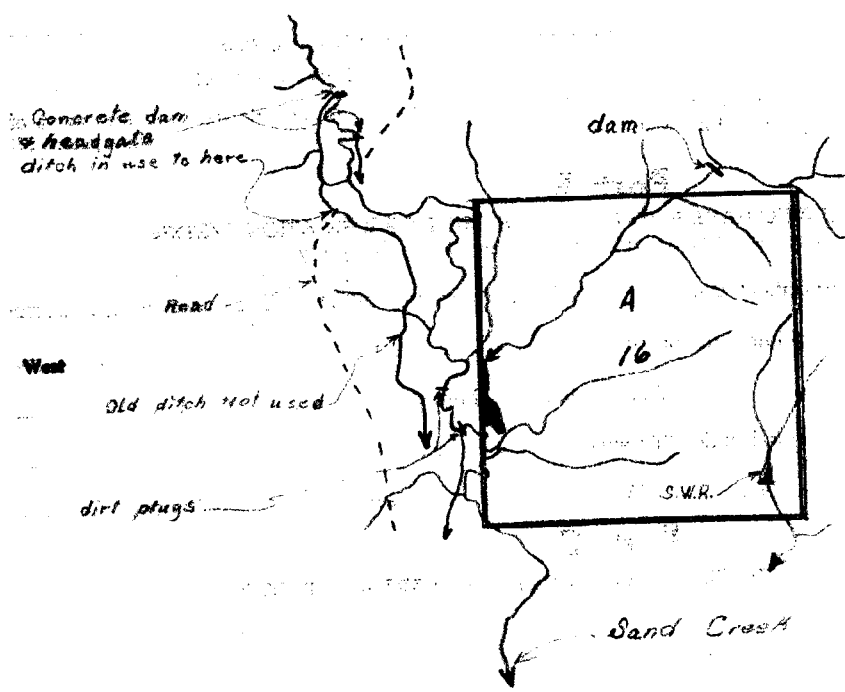 Concrete dam
& headgate
ditch in use to here
dam
Road
A
16
West
Old ditch not used
dirt plugs
S.W.R.
Sand Creek